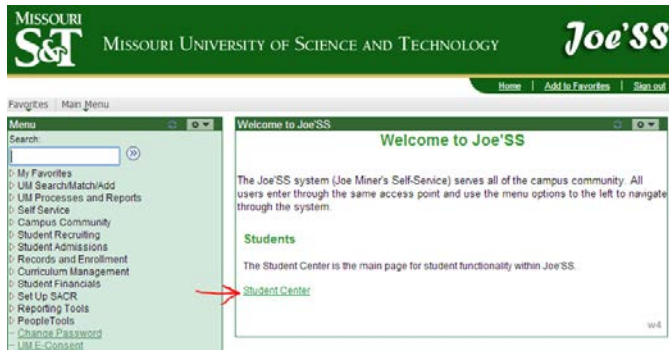 MISSOURI
S&T
MISSOURI UNIVERSITY OF SCIENCE AND TECHNOLOGY
Joe'SS
Home | Add to Favorites | Sign out
Favorites | Main Menu
Menu
Search:
My Favorites
UM Search/Match/Add
UM Processes and Reports
Self Service
Campus Community
Student Recruiting
Student Admissions
Records and Enrollment
Curriculum Management
Student Financials
Set Up SACR
Reporting Tools
PeopleTools
Change Password
UM E-Consent
Welcome to Joe'SS
Welcome to Joe'SS
The Joe'SS system (Joe Miner's Self-Service) serves all of the campus community. All
users enter through the same access point and use the menu options to the left to navigate
through the system.
Students
The Student Center is the main page for student functionality within Joe'SS.
Student Center
w4